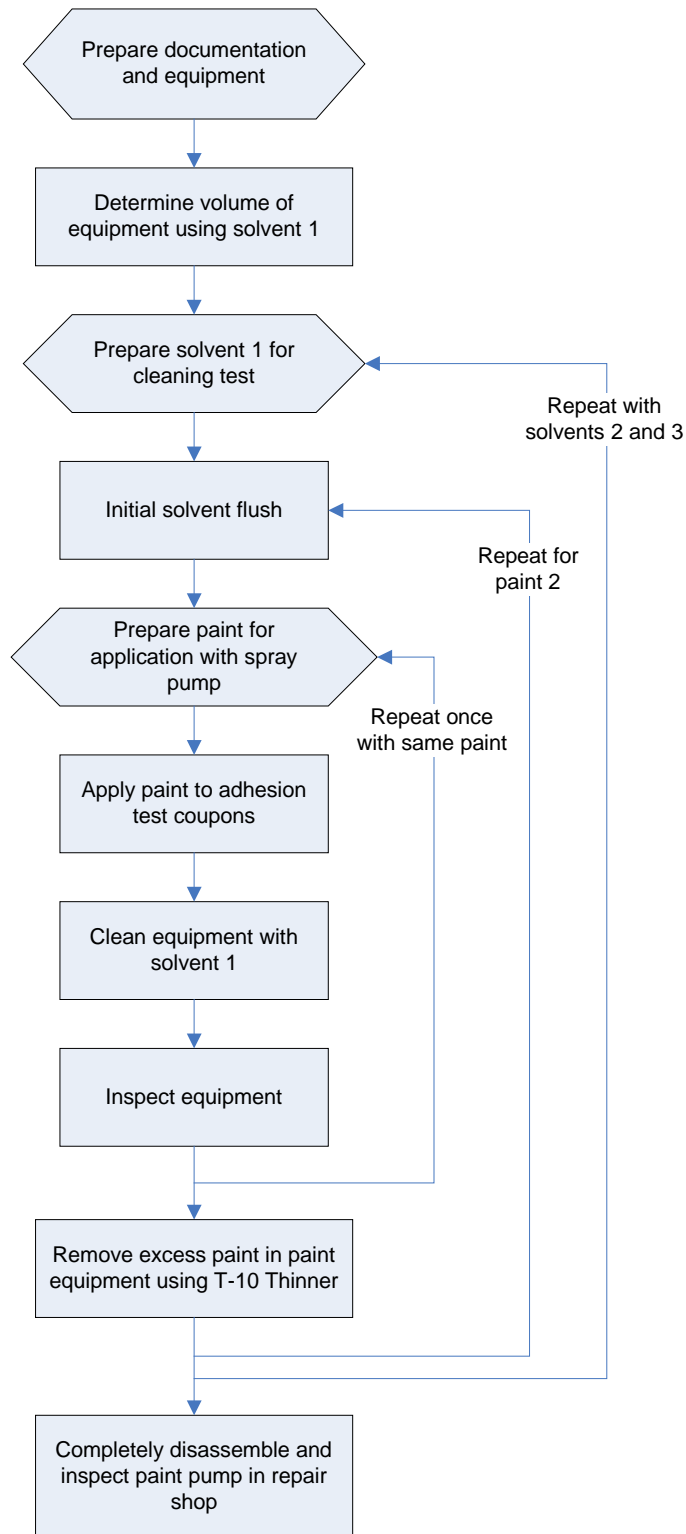 Prepare documentation
and equipment
Determine volume of
equipment using solvent 1
Prepare solvent 1 for
cleaning test
Repeat with
solvents 2 and 3
Initial solvent flush
Repeat for
paint 2
Prepare paint for
application with spray
pump
Repeat once
with same paint
Apply paint to adhesion
test coupons
Clean equipment with
solvent 1
Inspect equipment
Remove excess paint in paint
equipment using T-10 Thinner
Completely disassemble and
inspect paint pump in repair
shop